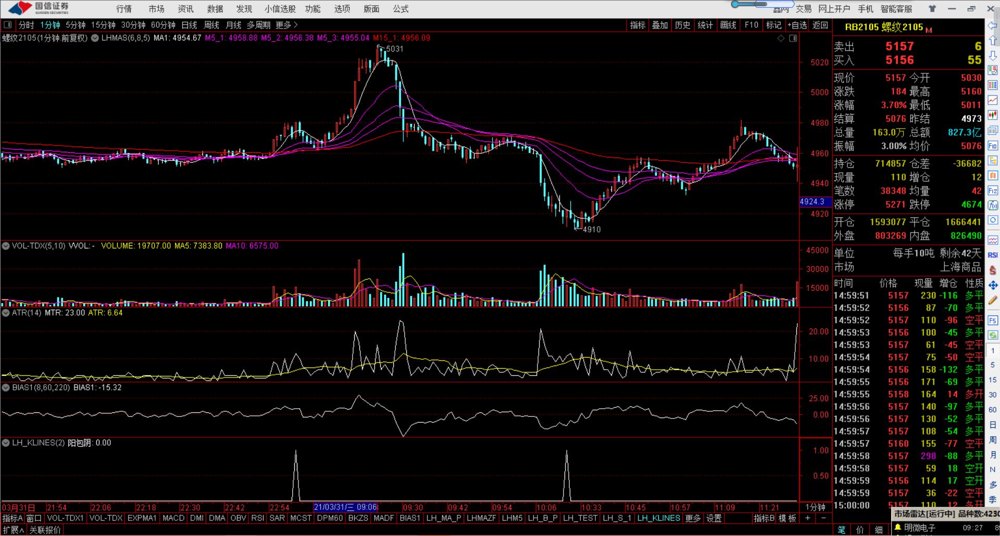 国信证券 行情 市场 资讯 数据 发现 小信选股 功能 选项 版面 公式 鑫网 交易 网上开户 手机 智能客服
GUOSEN SECURITIES
分时 1分钟 5分钟 15分钟 30分钟 60分钟 日线 周线 月线 多周期 更多 > 指标 叠加 历史 统计 画线 F10 标记 +自选 返回
RB2105 螺纹2105 M
螺纹2105(1分钟.前复权) LHMAS(6,8,5) MA1: 4954.67 M5_1: 4958.88 M5_2: 4956.38 M5_3: 4955.04 M15_1: 4956.09
5031
5020
5000
4980
4960
4940
4924.3
4920
4910
VOL-TDX(5,10) VVOL: - VOLUME: 19707.00 MA5: 7383.80 MA10: 6575.00
45000
30000
15000
ATR(14) MTR: 23.00 ATR: 6.64
20.00
10.00
BIAS1(8,60,220) BIAS1: -15.32
25.00
0.00
LH_KLINES(2) 阳包阴: 0.00
1.00
0.50
03月31日 21:54 22:06 22:18 22:30 22:42 22:54 21/03/31/三 09:06 09:30 09:42 09:54 10:06 10:33 10:45 10:57 11:09 11:21 1分钟
指标A 窗口 VOL-TDX1 VOL-TDX EXPMA1 MACD DMI DMA OBV RSI SAR MCST DPM60 BKZS MADF BIAS1 LH_MA_P LHMAZF LHM5 LH_B_P LH_TEST LH_S_1 LH_KLINES 更多 设置 指标B 模板 + −
扩展∧ 关联报价
卖出 5157 6
买入 5156 55
现价 5157 今开 5030
涨跌 184 最高 5160
涨幅 3.70% 最低 5011
结算 5076 昨结 4973
总量 163.0万 总额 827.3亿
振幅 3.00% 均价 5076
持仓 714857 仓差 -36682
现量 110 增仓 12
笔数 38348 均量 42
涨停 5271 跌停 4674
开仓 1593077 平仓 1666441
外盘 803269 内盘 826490
单位 每手10吨 剩余42天
市场 上海商品
时间 价格 现量 增仓 性质
14:59:51 5157 230 -116 多平
14:59:52 5156 87 -70 多平
14:59:52 5157 110 -96 空平
14:59:53 5156 100 -45 多平
14:59:53 5157 61 -45 空平
14:59:54 5157 75 -50 空平
14:59:54 5156 158 -132 多平
14:59:55 5156 171 -69 多平
14:59:55 5158 164 14 多开
14:59:56 5157 140 -97 多平
14:59:56 5157 130 -52 多平
14:59:57 5157 108 -54 多平
14:59:57 5160 155 -77 空平
14:59:58 5157 298 -88 多平
14:59:58 5157 59 18 空开
14:59:59 5156 114 17 空开
14:59:59 5157 36 -22 空平
15:00:00 5157 110 12 多开
市场雷达[运行中] 品种数:4230
笔 价 细 明微电子 09:27
F10
自
F12
f(x)
RSI
$
F5
1
5
15
30
60
日
周
月
N
多
季